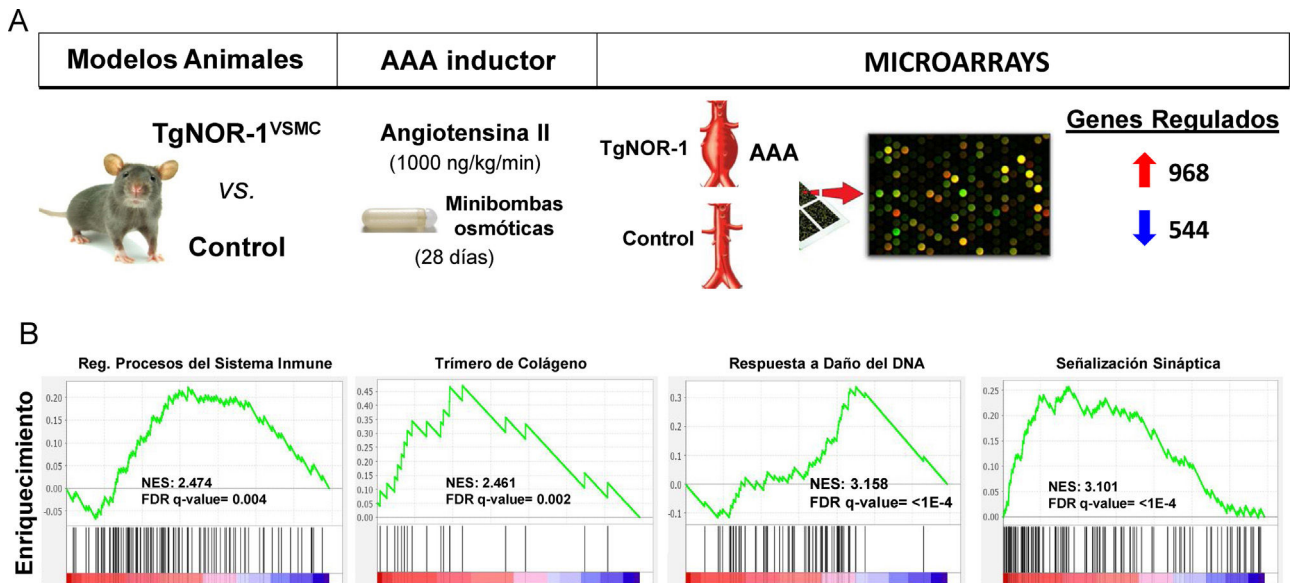 A
Modelos Animales
AAA inductor
MICROARRAYS
TgNOR-1VSMC
vs.
Control
Angiotensina II
(1000 ng/kg/min)
Minibombas
osmóticas
(28 días)
TgNOR-1
AAA
Control
Genes Regulados
968
544
B
Enriquecimiento
Reg. Procesos del Sistema Inmune
0.20
0.15
0.10
0.05
0.00
-0.05
NES: 2.474
FDR q-value= 0.004
Trímero de Colágeno
0.45
0.40
0.35
0.30
0.25
0.20
0.15
0.10
0.05
0.00
NES: 2.461
FDR q-value= 0.002
Respuesta a Daño del DNA
0.3
0.2
0.1
0.0
-0.1
NES: 3.158
FDR q-value= <1E-4
Señalización Sináptica
0.25
0.20
0.15
0.10
0.05
0.00
NES: 3.101
FDR q-value= <1E-4